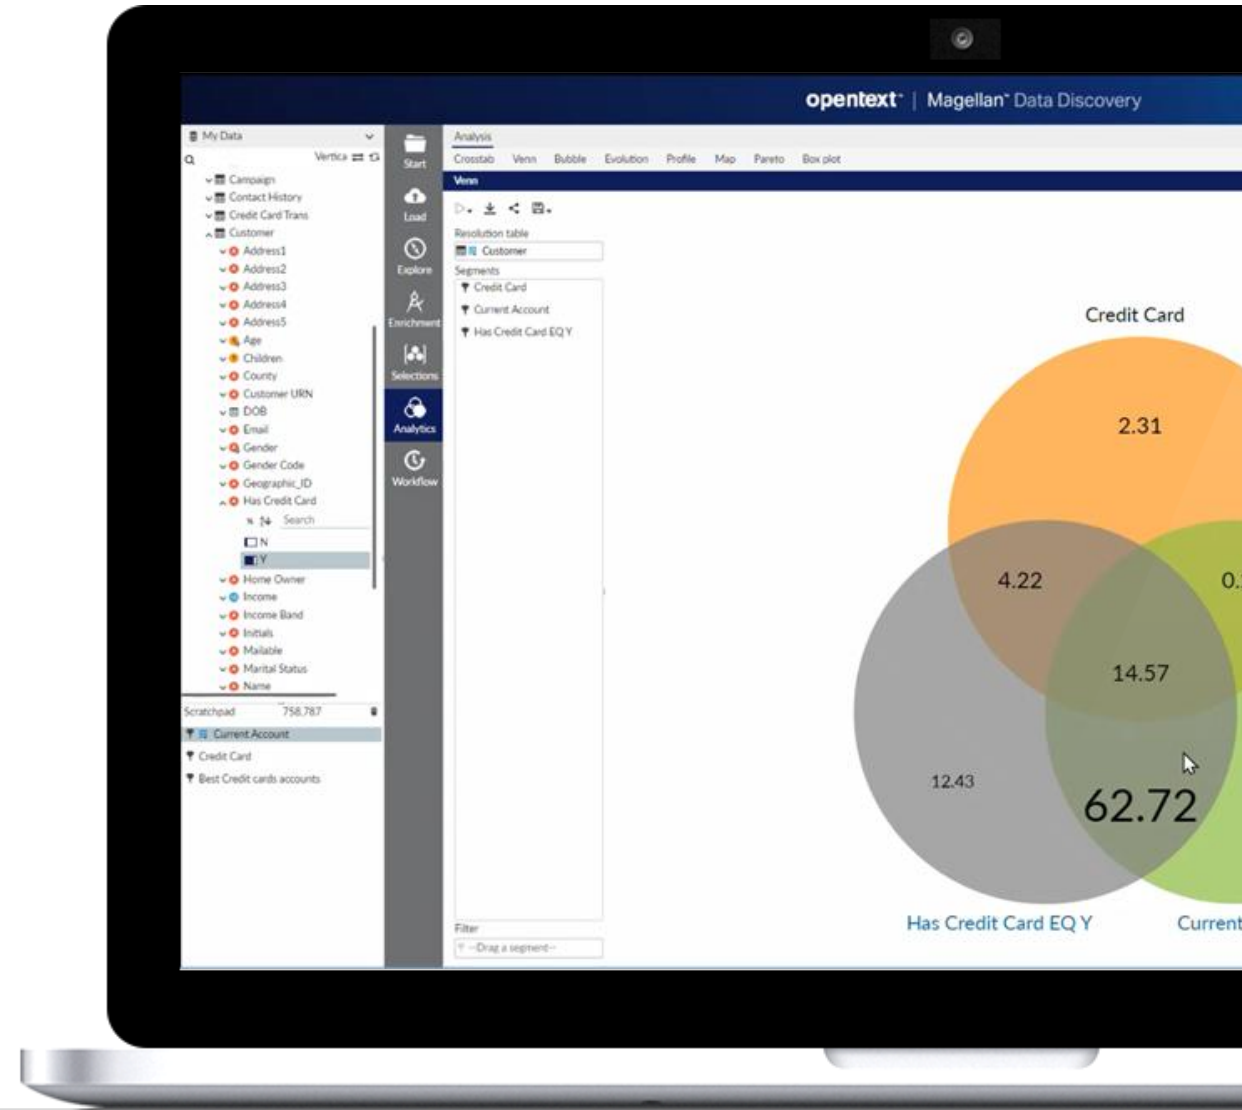 opentext™ | Magellan™ Data Discovery
My Data
Vertica
Campaign
Contact History
Credit Card Trans
Customer
Address1
Address2
Address3
Address4
Address5
Age
Children
County
Customer URN
DOB
Email
Gender
Gender Code
Geographic_ID
Has Credit Card
Search
N
Y
Home Owner
Income
Income Band
Initials
Mailable
Marital Status
Name
Scratchpad 758,787
Current Account
Credit Card
Best Credit cards accounts
Start
Load
Explore
Enrichment
Selections
Analytics
Workflow
Analysis
Crosstab Venn Bubble Evolution Profile Map Pareto Box plot
Venn
Resolution table
Customer
Segments
Credit Card
Current Account
Has Credit Card EQ Y
Filter
--Drag a segment--
Credit Card
2.31
4.22
14.57
12.43
62.72
Has Credit Card EQ Y
Current